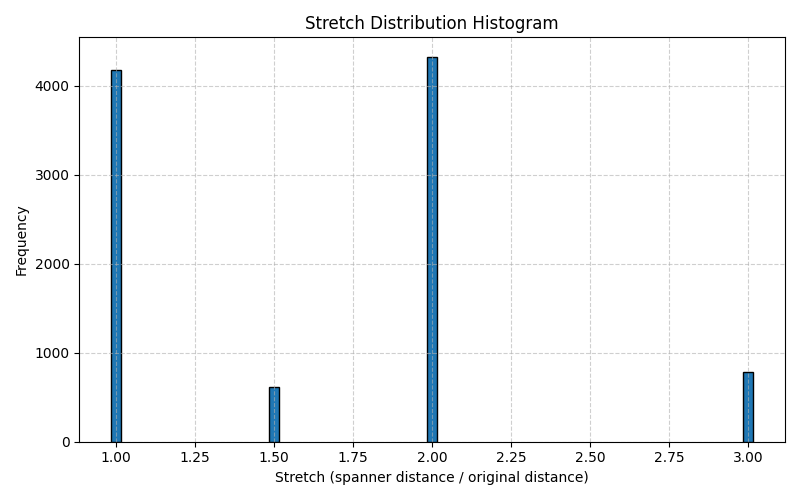 Stretch Distribution Histogram
Frequency
4000
3000
2000
1000
0
1.00 1.25 1.50 1.75 2.00 2.25 2.50 2.75 3.00
Stretch (spanner distance / original distance)